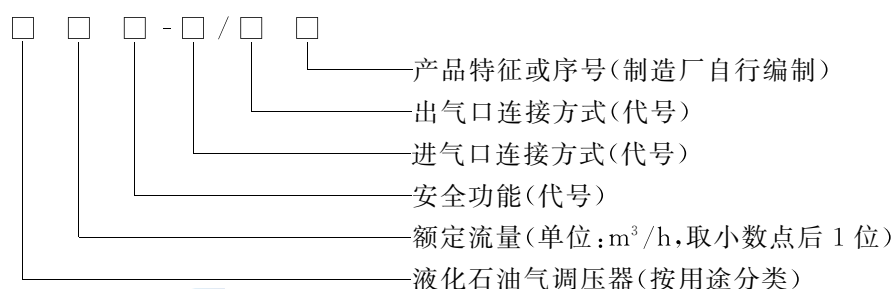 □ □ □-□/□ □
产品特征或序号(制造厂自行编制)
出气口连接方式(代号)
进气口连接方式(代号)
安全功能(代号)
额定流量(单位:m³/h,取小数点后1位)
液化石油气调压器(按用途分类)